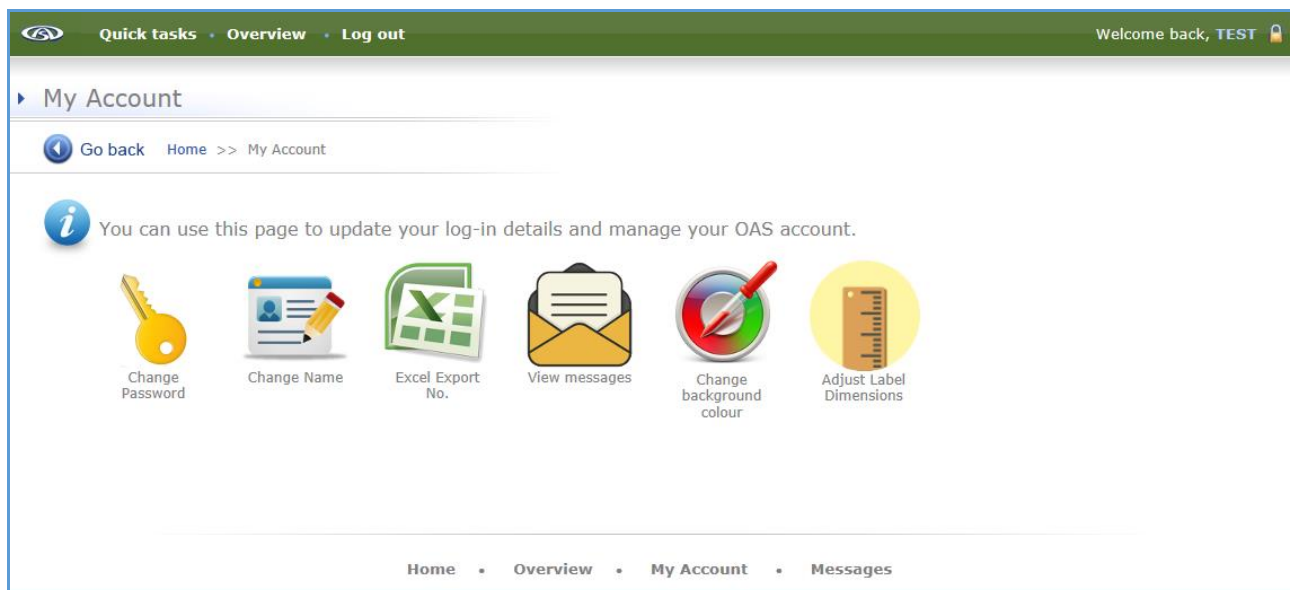 Quick tasks • Overview • Log out
Welcome back, TEST
My Account
Go back Home >> My Account
You can use this page to update your log-in details and manage your OAS account.
Change
Password
Change Name
Excel Export
No.
View messages
Change
background
colour
Adjust Label
Dimensions
Home • Overview • My Account • Messages